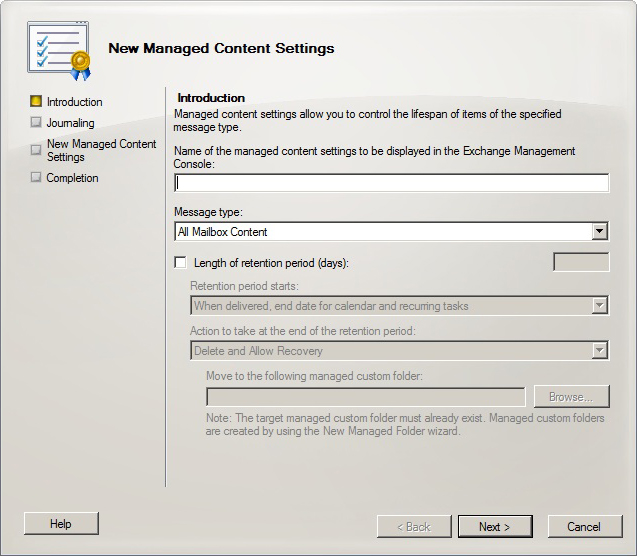 New Managed Content Settings
Introduction
Journaling
New Managed Content
Settings
Completion
Introduction
Managed content settings allow you to control the lifespan of items of the specified
message type.
Name of the managed content settings to be displayed in the Exchange Management
Console:
Message type:
All Mailbox Content
Length of retention period (days):
Retention period starts:
When delivered, end date for calendar and recurring tasks
Action to take at the end of the retention period:
Delete and Allow Recovery
Move to the following managed custom folder:
Browse...
Note: The target managed custom folder must already exist. Managed custom folders
are created by using the New Managed Folder wizard.
Help
< Back
Next >
Cancel